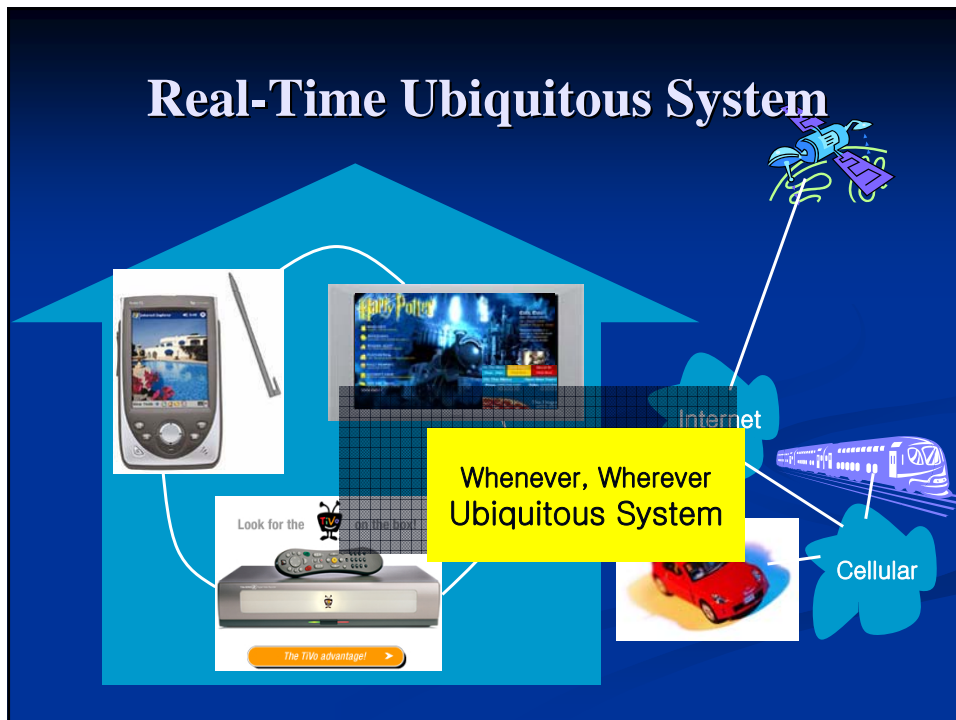 Real-Time Ubiquitous System
Harry Potter
Internet
Whenever, Wherever
Ubiquitous System
Look for the TiVo on the box!
Cellular
The TiVo advantage!